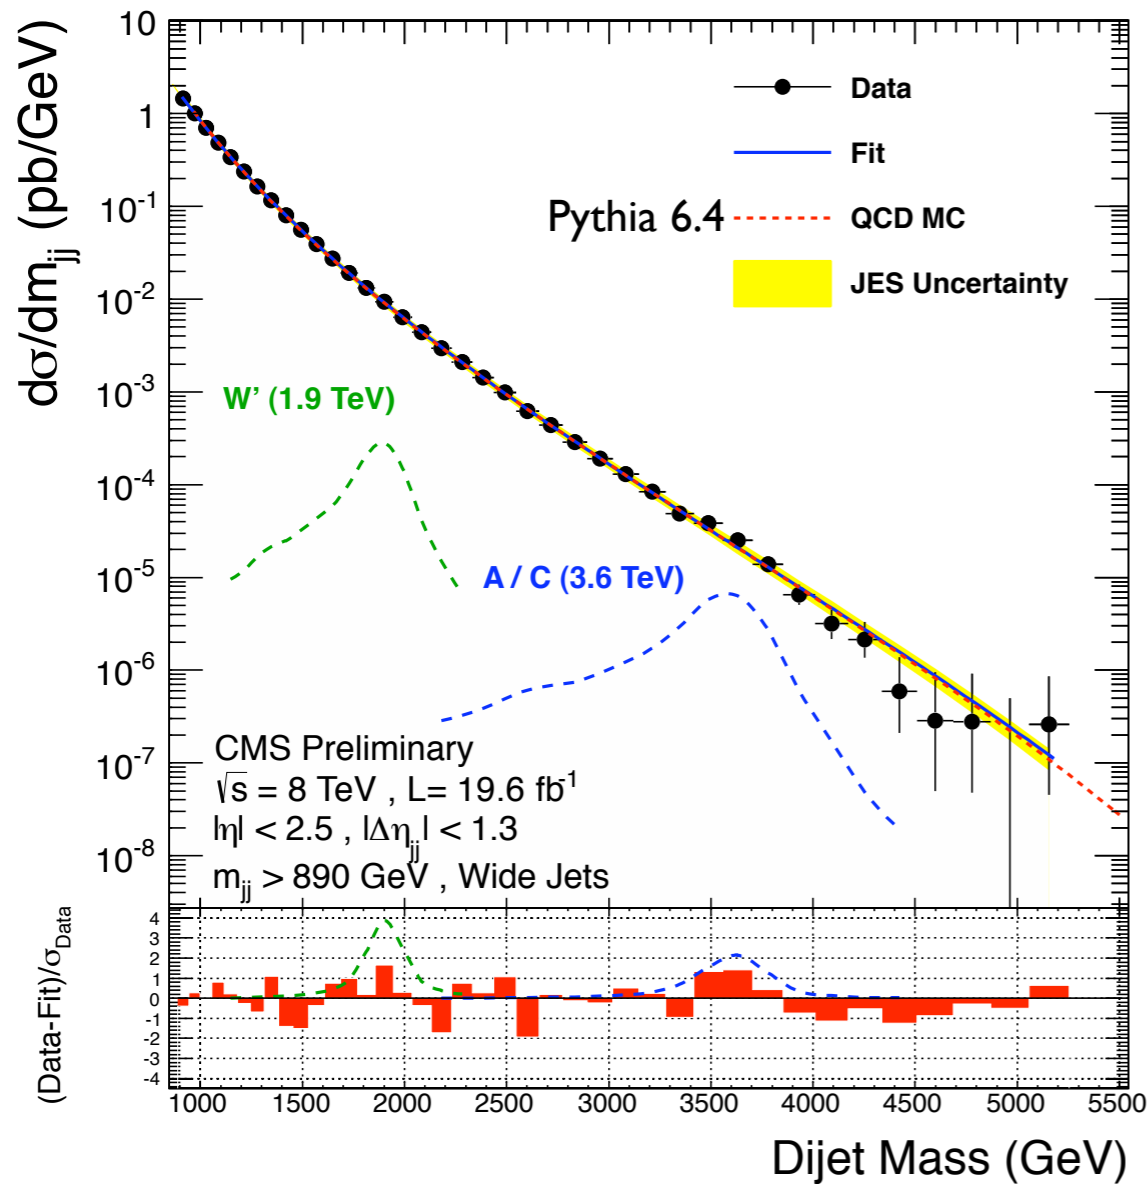 dσ/dm_jj (pb/GeV)
10
1
10^-1
10^-2
10^-3
10^-4
10^-5
10^-6
10^-7
10^-8
Data
Fit
Pythia 6.4
QCD MC
JES Uncertainty
W' (1.9 TeV)
A / C (3.6 TeV)
CMS Preliminary
√s = 8 TeV , L= 19.6 fb^-1
|η| < 2.5 , |Δη_jj| < 1.3
m_jj > 890 GeV , Wide Jets
(Data-Fit)/σ_Data
4
3
2
1
0
-1
-2
-3
-4
1000 1500 2000 2500 3000 3500 4000 4500 5000 5500
Dijet Mass (GeV)